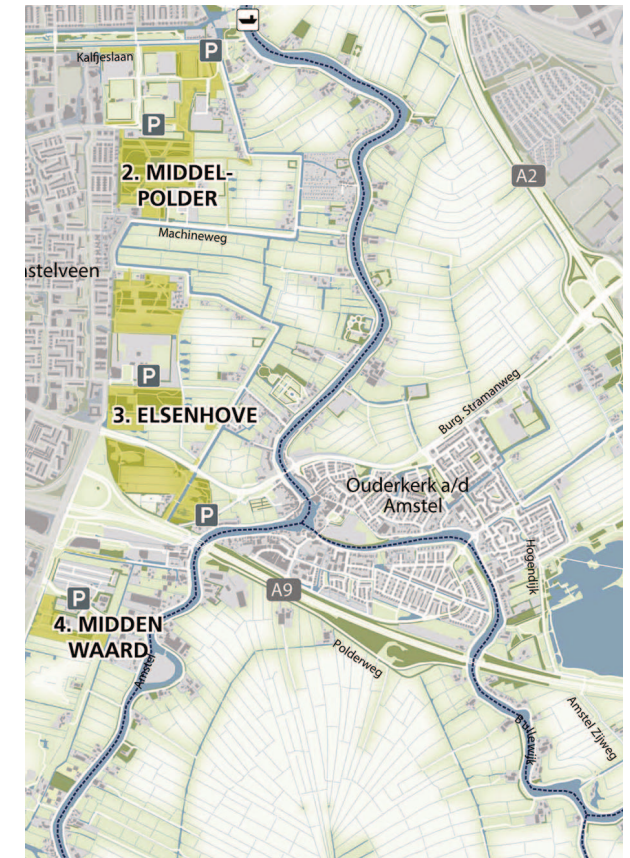 Kalfjeslaan
P
P
2. MIDDEL-
POLDER
A2
Machineweg
stelveen
P
3. ELSENHOVE
Burg. Stramanweg
Ouderkerk a/d
Amstel
P
Hogendijk
A9
P
4. MIDDEN
WAARD
Amstel
Polderweg
Amstel Zijweg
Bullewijk